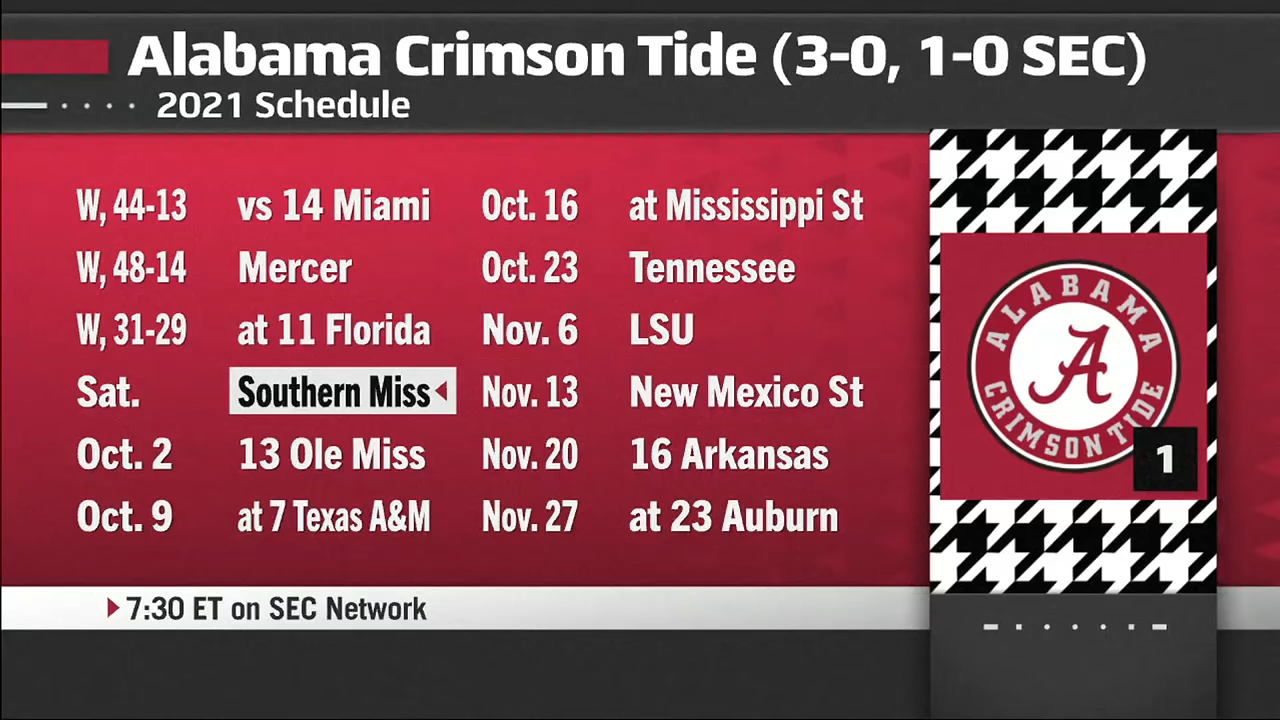 Alabama Crimson Tide (3-0, 1-0 SEC)
2021 Schedule
W, 44-13 vs 14 Miami
W, 48-14 Mercer
W, 31-29 at 11 Florida
Sat. Southern Miss
Oct. 2 13 Ole Miss
Oct. 9 at 7 Texas A&M
Oct. 16 at Mississippi St
Oct. 23 Tennessee
Nov. 6 LSU
Nov. 13 New Mexico St
Nov. 20 16 Arkansas
Nov. 27 at 23 Auburn
ALABAMA
A
CRIMSON TIDE
1
7:30 ET on SEC Network